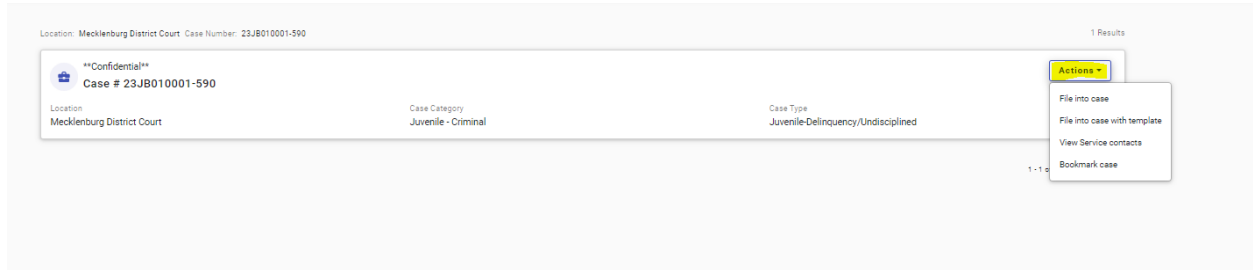 Location: Mecklenburg District Court Case Number: 23JB010001-590
1 Results
**Confidential**
Case # 23JB010001-590
Actions
Location
Mecklenburg District Court
Case Category
Juvenile - Criminal
Case Type
Juvenile-Delinquency/Undisciplined
File into case
File into case with template
View Service contacts
Bookmark case
1 - 1 o